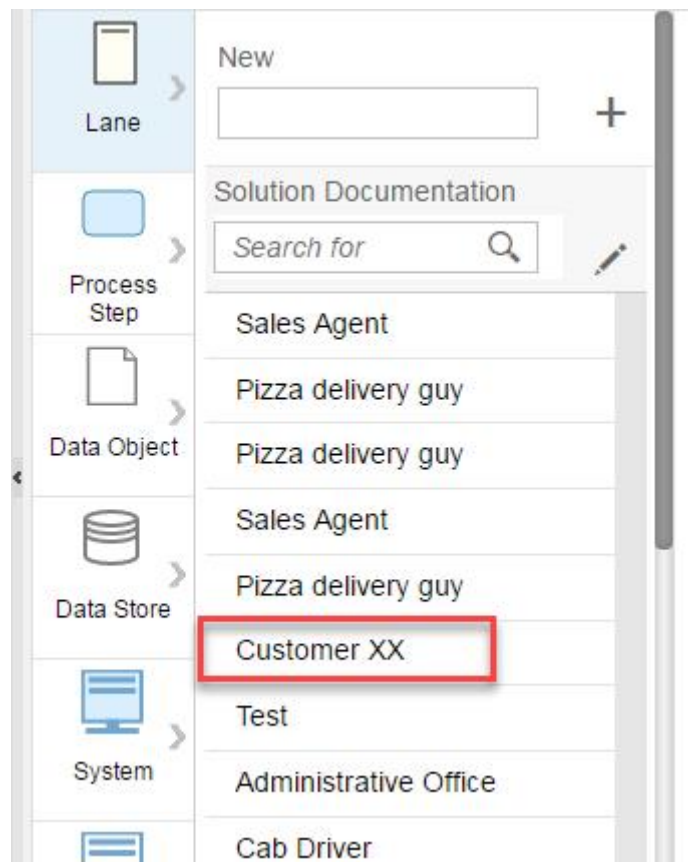 Lane
Process
Step
Data Object
Data Store
System
New
Solution Documentation
Search for
Sales Agent
Pizza delivery guy
Pizza delivery guy
Sales Agent
Pizza delivery guy
Customer XX
Test
Administrative Office
Cab Driver